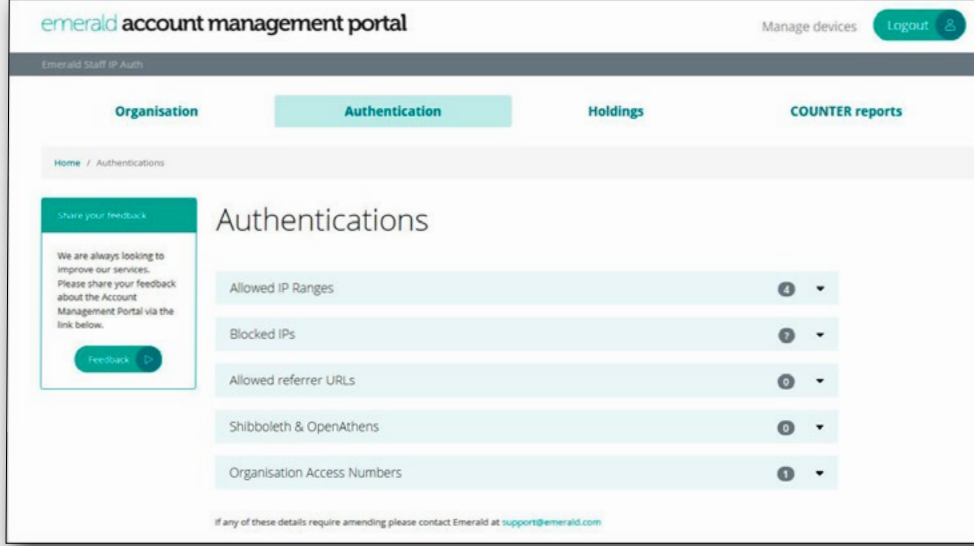 emerald account management portal
Manage devices
Logout
Emerald Staff IP Auth
Organisation
Authentication
Holdings
COUNTER reports
Home / Authentications
Share your feedback
We are always looking to
improve our services.
Please share your feedback
about the Account
Management Portal via the
link below.
Feedback
Authentications
Allowed IP Ranges
4
Blocked IPs
7
Allowed referrer URLs
0
Shibboleth & OpenAthens
0
Organisation Access Numbers
1
If any of these details require amending please contact Emerald at support@emerald.com